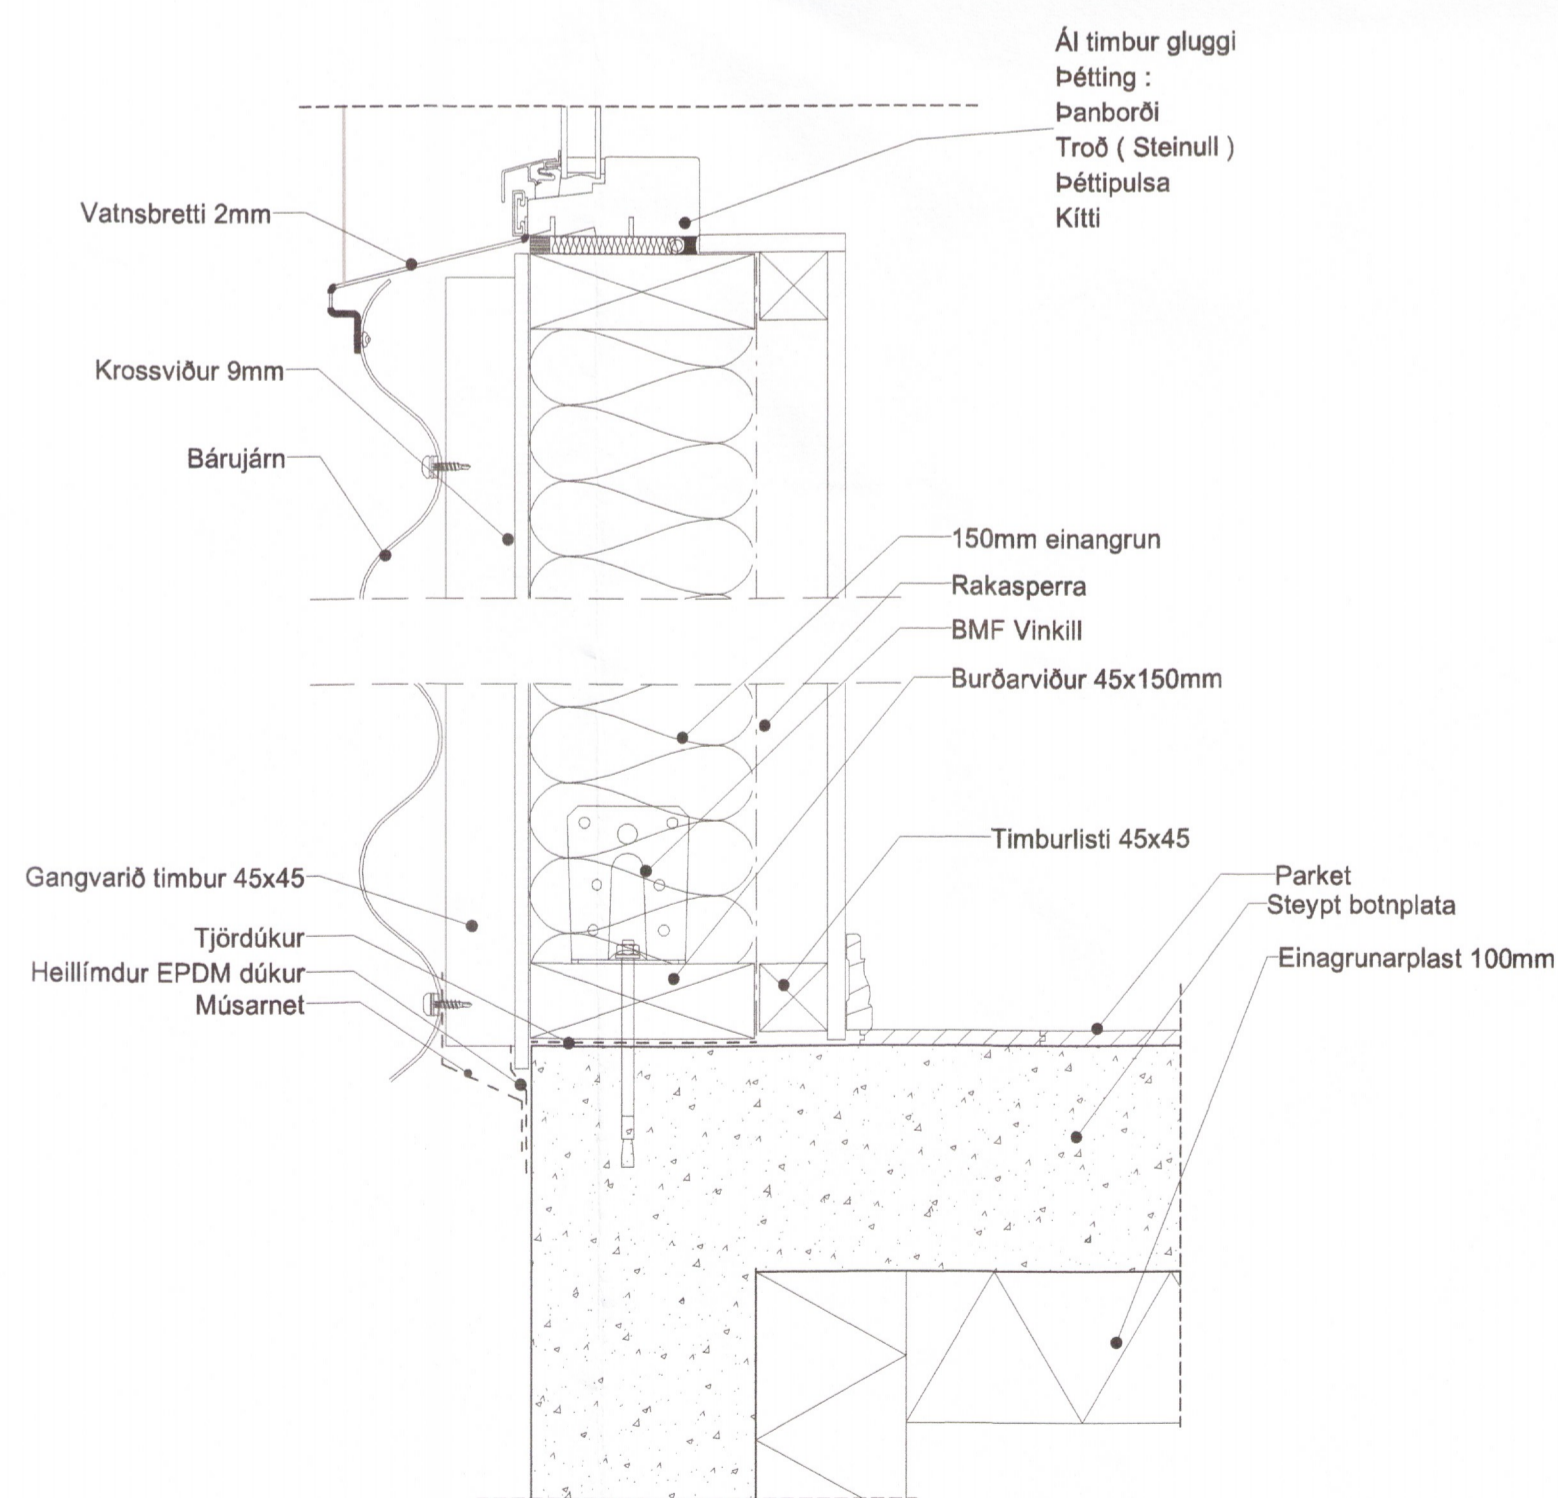 Ál timbur gluggi
Þétting :
Þanborði
Troð ( Steinull )
Þéttipulsa
Kítti
Vatnsbretti 2mm
Krossviður 9mm
Bárujárn
150mm einangrun
Rakasperra
BMF Vinkill
Burðarviður 45x150mm
Timburlisti 45x45
Parket
Steypt botnplata
Einagrunarplast 100mm
Gangvarið timbur 45x45
Tjördúkur
Heillímdur EPDM dúkur
Músarnet